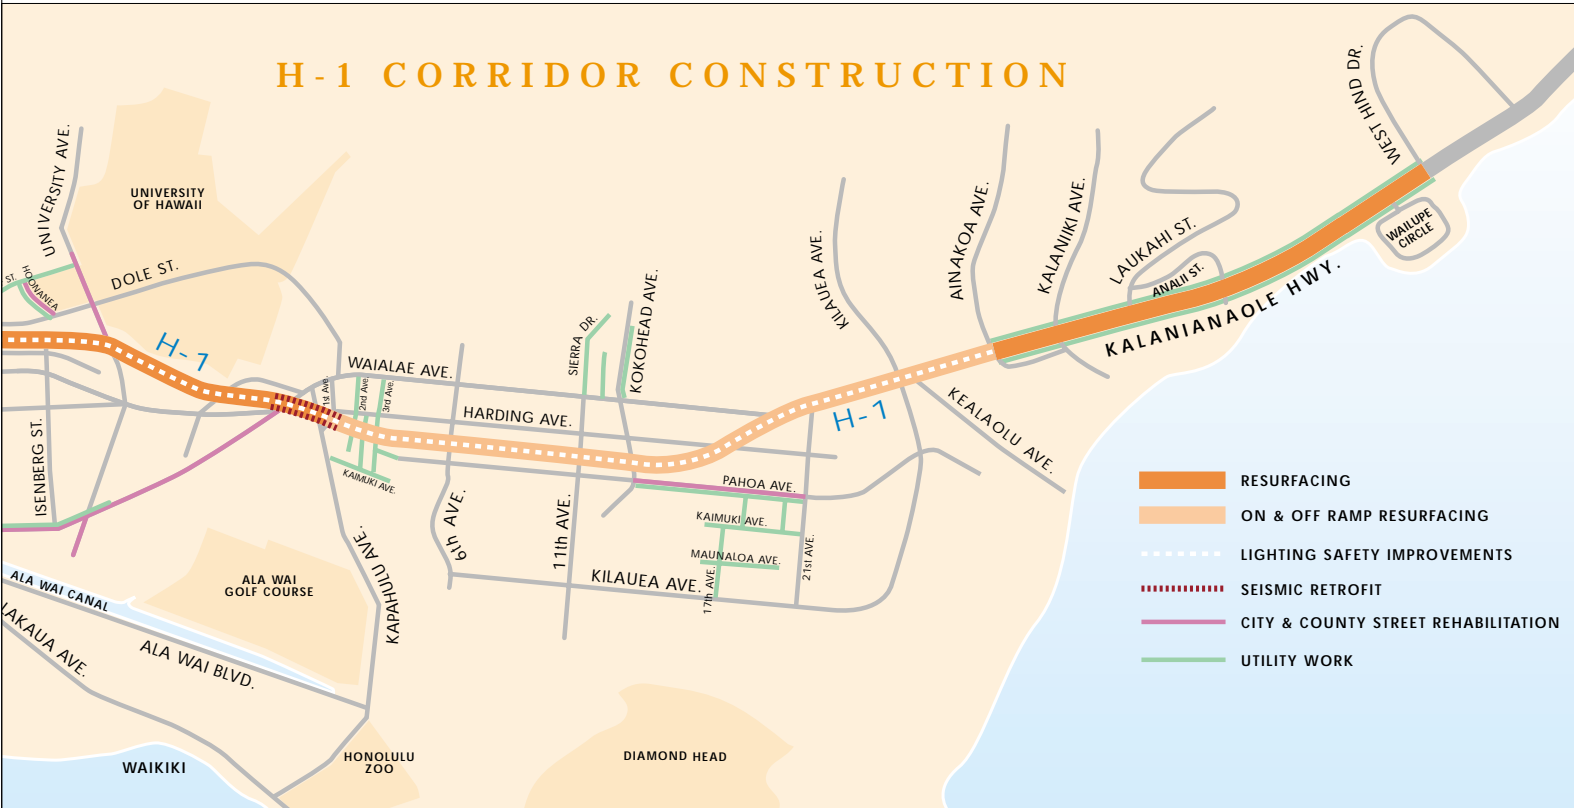 H-1 CORRIDOR CONSTRUCTION
UNIVERSITY AVE.
UNIVERSITY
OF HAWAII
ST.
HOONANEA
DOLE ST.
H-1
WEST HIND DR.
WAILUPE
CIRCLE
AINAKOA AVE.
KALANIIKI AVE.
LAUKAHI ST.
ANALII ST.
KALANIANAOLE HWY.
KILAUEA AVE.
SIERRA DR.
KOKOHEAD AVE.
WAIALAE AVE.
1st Ave.
2nd Ave.
3rd Ave.
HARDING AVE.
H-1
KEALAOLU AVE.
ISENBERG ST.
KAIMUKI AVE.
PAHOA AVE.
KAIMUKI AVE.
MAUNALOA AVE.
17th AVE.
21st AVE.
6th AVE.
11th AVE.
KILAUEA AVE.
KAPAHULU AVE.
ALA WAI
GOLF COURSE
ALA WAI CANAL
ALA WAI BLVD.
AKAUA AVE.
WAIKIKI
HONOLULU
ZOO
DIAMOND HEAD
RESURFACING
ON & OFF RAMP RESURFACING
LIGHTING SAFETY IMPROVEMENTS
SEISMIC RETROFIT
CITY & COUNTY STREET REHABILITATION
UTILITY WORK